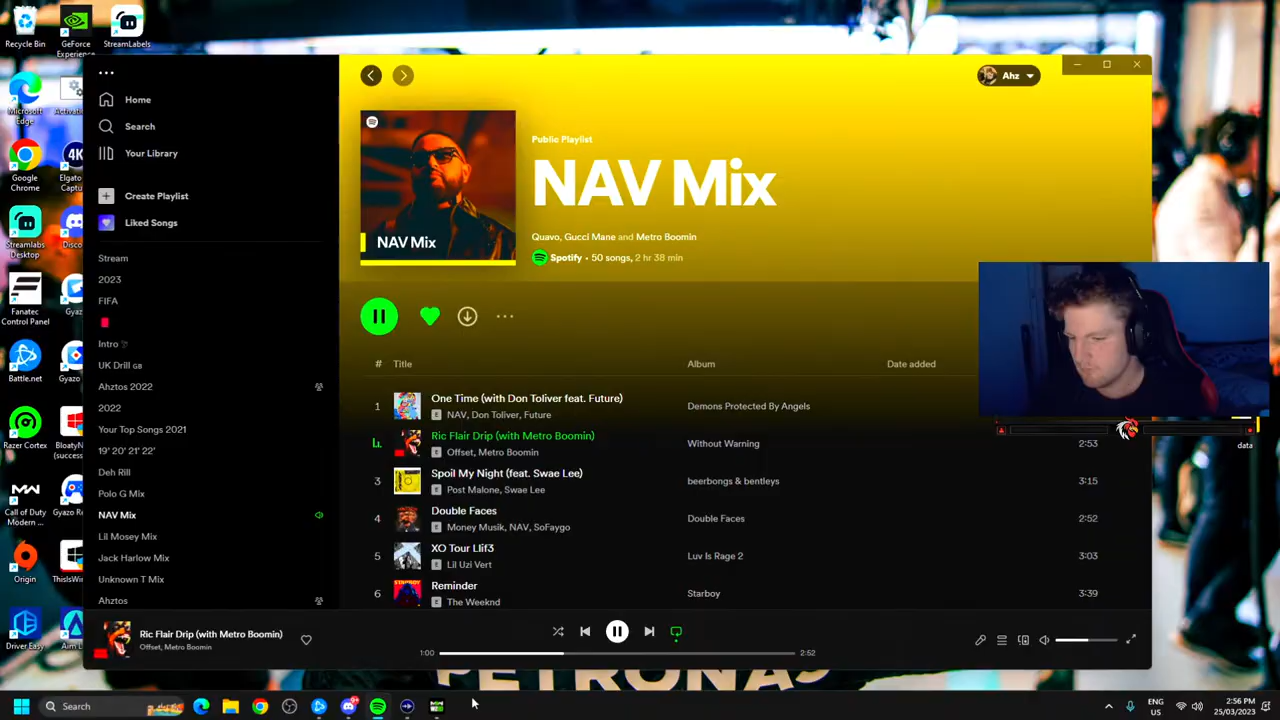 Recycle Bin
GeForce
Experience
StreamLabels
Microsoft
Edge
Google
Chrome
4K
Elgato
Streamlabs
Desktop
Fanatec
Control Panel
Gyazo
Battle.net
Gyazo
Razer Cortex
Call of Duty
Modern ...
Origin
Driver Easy
Home
Search
Your Library
Create Playlist
Liked Songs
Stream
2023
FIFA
Intro
UK Drill GB
Ahztos 2022
2022
Your Top Songs 2021
19' 20' 21' 22'
Deh Rill
Polo G Mix
NAV Mix
Lil Mosey Mix
Jack Harlow Mix
Unknown T Mix
Ahztos
Ahz
NAV Mix
Public Playlist
NAV Mix
Quavo, Gucci Mane and Metro Boomin
Spotify • 50 songs, 2 hr 38 min
# Title Album Date added
1 One Time (with Don Toliver feat. Future) Demons Protected By Angels
E NAV, Don Toliver, Future
Ric Flair Drip (with Metro Boomin) Without Warning 2:53
E Offset, Metro Boomin
3 Spoil My Night (feat. Swae Lee) beerbongs & bentleys 3:15
E Post Malone, Swae Lee
4 Double Faces Double Faces 2:52
E Money Musik, NAV, SoFaygo
5 XO Tour Llif3 Luv Is Rage 2 3:03
E Lil Uzi Vert
6 Reminder Starboy 3:39
E The Weeknd
data
Ric Flair Drip (with Metro Boomin)
Offset, Metro Boomin
1:00 2:52
PETRONAS
Search
ENG
US
2:56 PM
25/03/2023